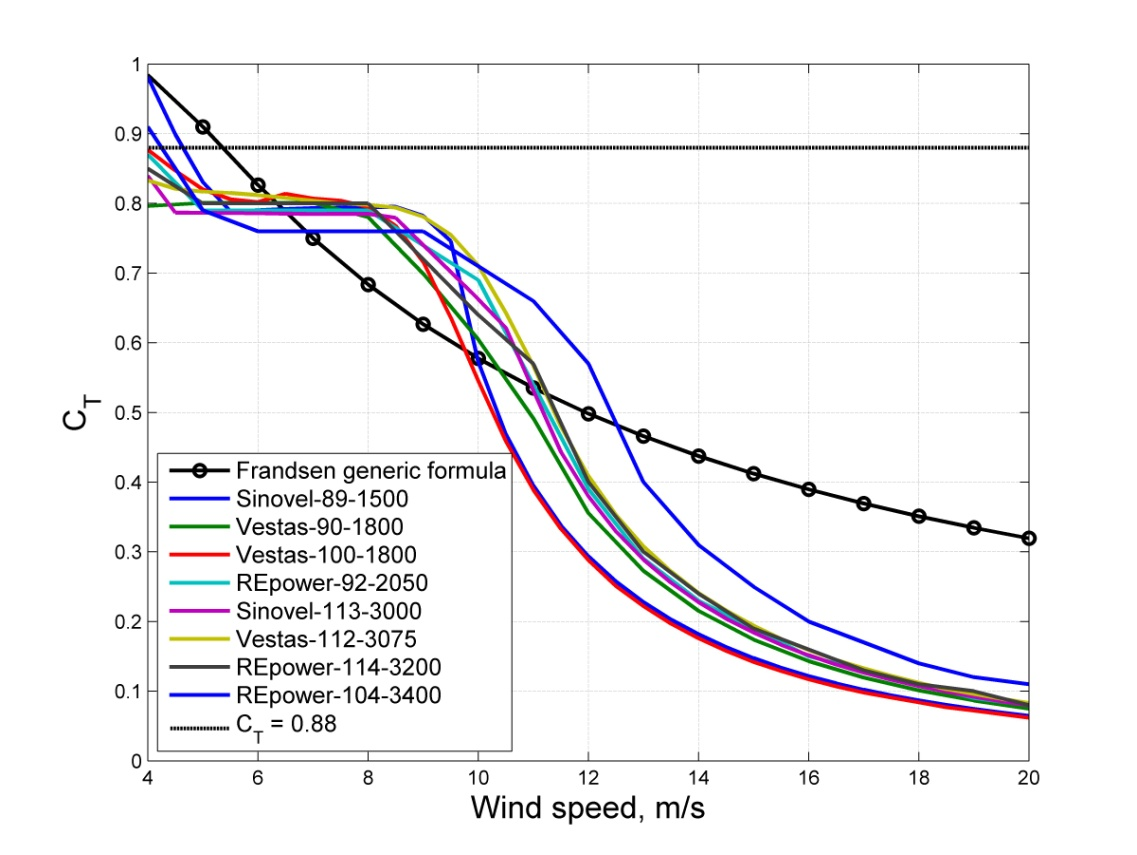 1
0.9
0.8
0.7
0.6
0.5
0.4
0.3
0.2
0.1
0
C_T
Frandsen generic formula
Sinovel-89-1500
Vestas-90-1800
Vestas-100-1800
REpower-92-2050
Sinovel-113-3000
Vestas-112-3075
REpower-114-3200
REpower-104-3400
C_T = 0.88
4 6 8 10 12 14 16 18 20
Wind speed, m/s